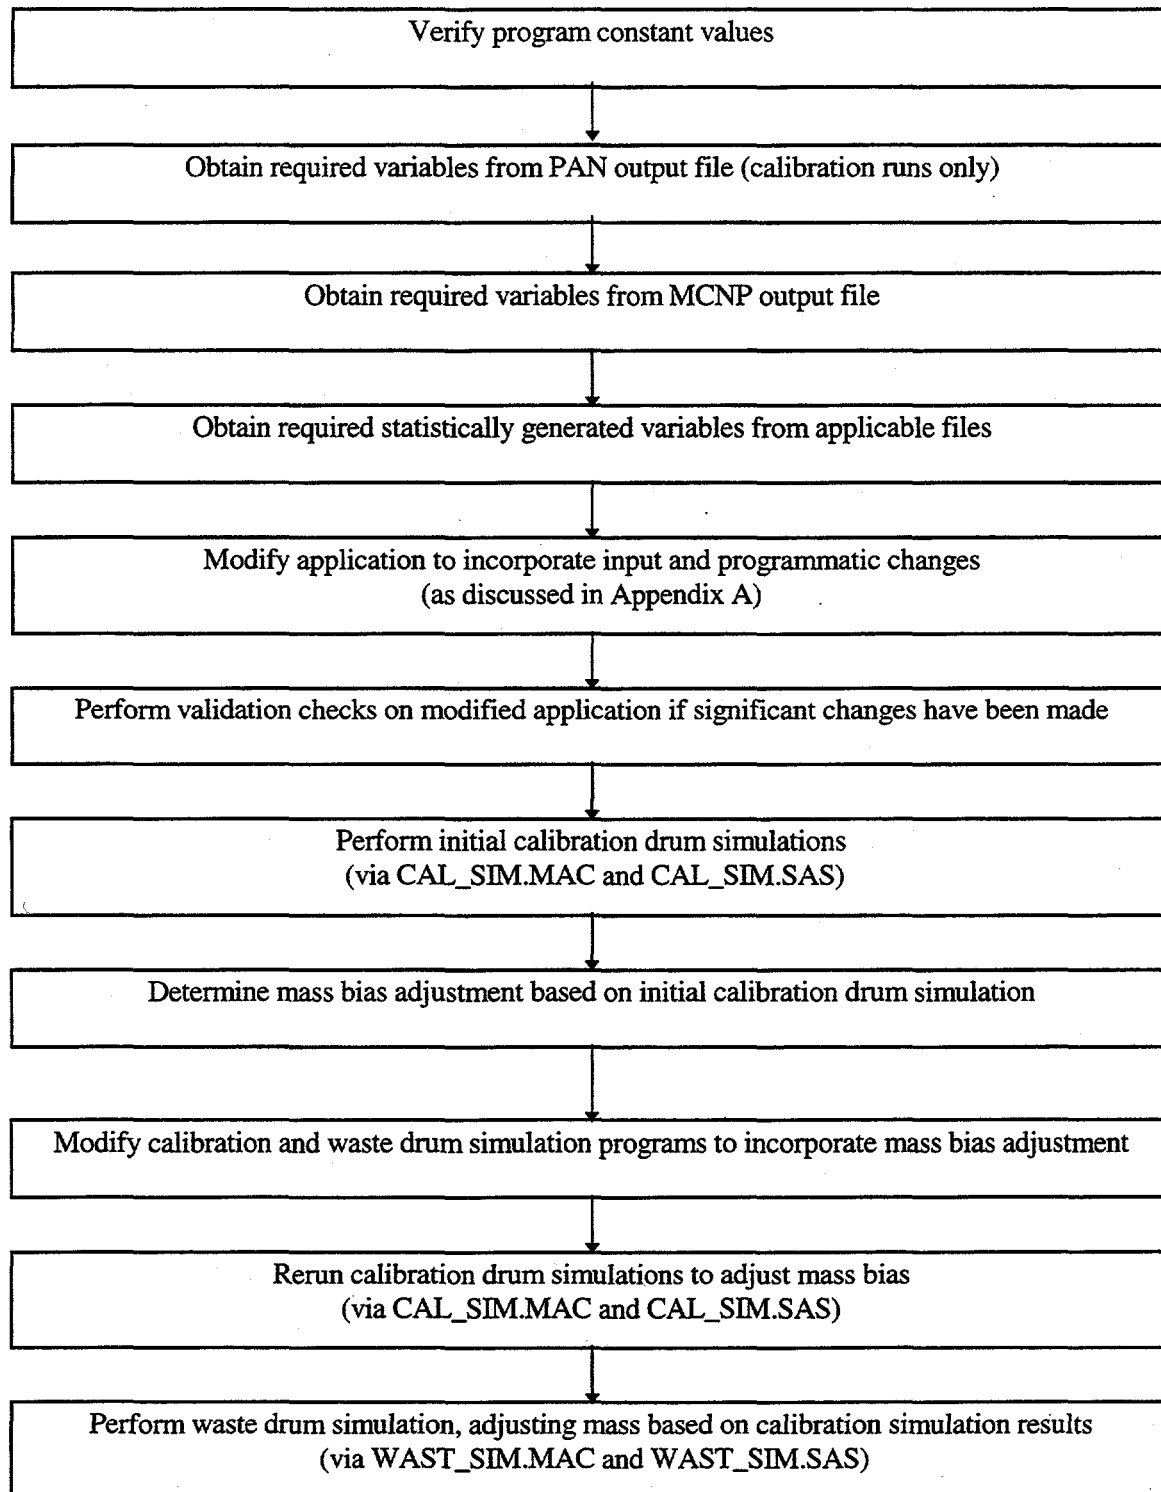 Verify program constant values
Obtain required variables from PAN output file (calibration runs only)
Obtain required variables from MCNP output file
Obtain required statistically generated variables from applicable files
Modify application to incorporate input and programmatic changes
(as discussed in Appendix A)
Perform validation checks on modified application if significant changes have been made
Perform initial calibration drum simulations
(via CAL_SIM.MAC and CAL_SIM.SAS)
Determine mass bias adjustment based on initial calibration drum simulation
Modify calibration and waste drum simulation programs to incorporate mass bias adjustment
Rerun calibration drum simulations to adjust mass bias
(via CAL_SIM.MAC and CAL_SIM.SAS)
Perform waste drum simulation, adjusting mass based on calibration simulation results
(via WAST_SIM.MAC and WAST_SIM.SAS)